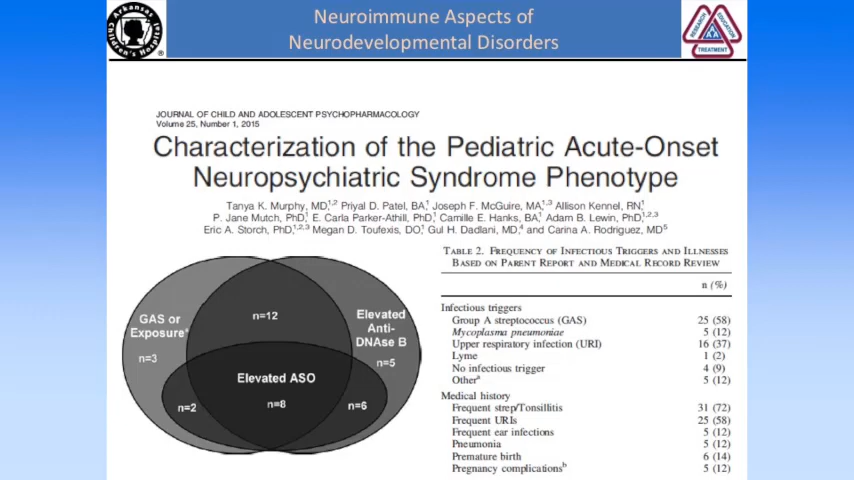 Neuroimmune Aspects of
Neurodevelopmental Disorders
Arkansas
Children's Hospital
®
RESEARCH
EDUCATION
TREATMENT
JOURNAL OF CHILD AND ADOLESCENT PSYCHOPHARMACOLOGY
Volume 25, Number 1, 2015
Characterization of the Pediatric Acute-Onset
Neuropsychiatric Syndrome Phenotype
Tanya K. Murphy, MD,1,2 Priyal D. Patel, BA,1 Joseph F. McGuire, MA,1,3 Allison Kennel, RN,1
P. Jane Mutch, PhD,1 E. Carla Parker-Athill, PhD,1 Camille E. Hanks, BA,1 Adam B. Lewin, PhD,1,2,3
Eric A. Storch, PhD,1,2,3 Megan D. Toufexis, DO,1 Gul H. Dadlani, MD,4 and Carina A. Rodriguez, MD5
GAS or
Exposure*
n=3
n=12
Elevated
Anti-
DNAse B
n=5
Elevated ASO
n=2
n=8
n=6
TABLE 2. FREQUENCY OF INFECTIOUS TRIGGERS AND ILLNESSES
BASED ON PARENT REPORT AND MEDICAL RECORD REVIEW
n (%)
Infectious triggers
Group A streptococcus (GAS) 25 (58)
Mycoplasma pneumoniae 5 (12)
Upper respiratory infection (URI) 16 (37)
Lyme 1 (2)
No infectious trigger 4 (9)
Othera 5 (12)
Medical history
Frequent strep/Tonsillitis 31 (72)
Frequent URIs 25 (58)
Frequent ear infections 5 (12)
Pneumonia 5 (12)
Premature birth 6 (14)
Pregnancy complicationsb 5 (12)